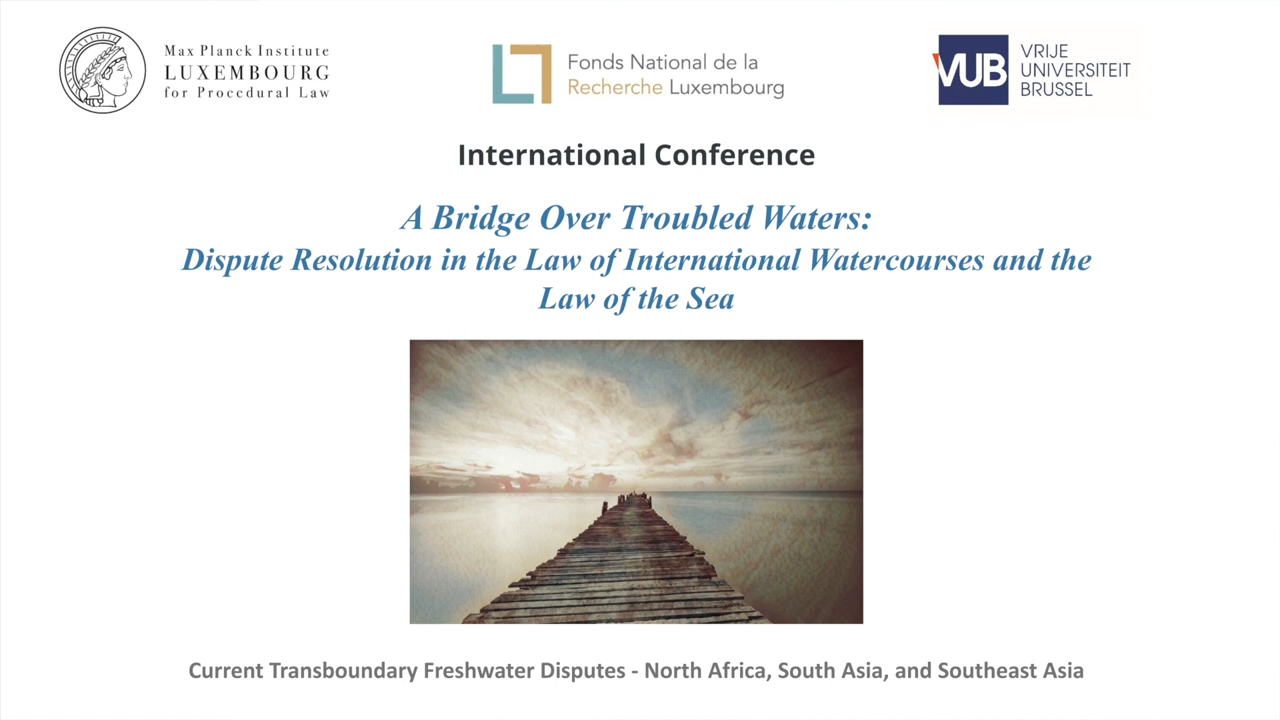 Max Planck Institute
LUXEMBOURG
for Procedural Law
Fonds National de la
Recherche Luxembourg
VUB
VRIJE
UNIVERSITEIT
BRUSSEL
International Conference
A Bridge Over Troubled Waters:
Dispute Resolution in the Law of International Watercourses and the
Law of the Sea
Current Transboundary Freshwater Disputes - North Africa, South Asia, and Southeast Asia